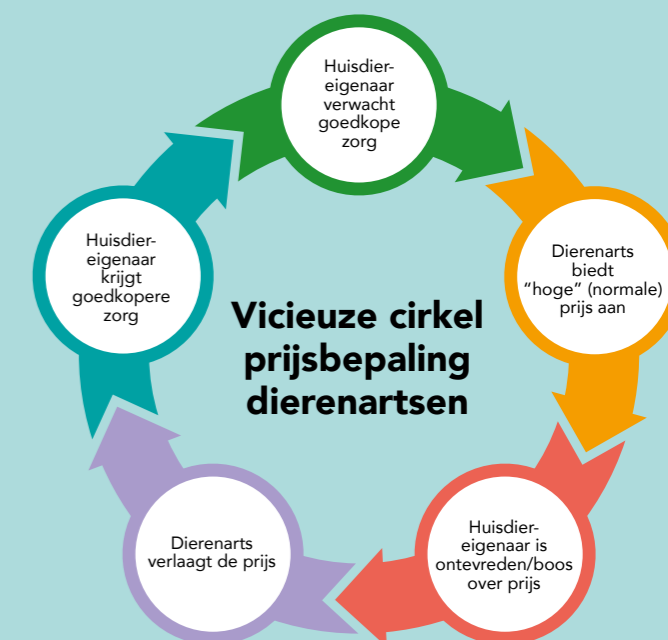 Huisdier-
eigenaar
verwacht
goedkope
zorg
Dierenarts
biedt
“hoge” (normale)
prijs aan
Huisdier-
eigenaar is
ontevreden/boos
over prijs
Dierenarts
verlaagt de prijs
Huisdier-
eigenaar
krijgt
goedkopere
zorg
Vicieuze cirkel
prijsbepaling
dierenartsen